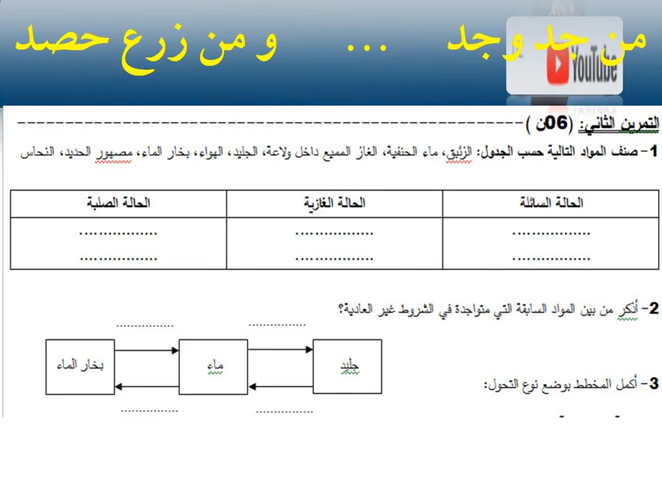 من جد وجد ... و من زرع حصد
YouTube
التمرين الثاني: (06ن)
1- صنف المواد التالية حسب الجدول: الزئبق، ماء الحنفية، الغاز المميع داخل ولاعة، الجليد، الهواء، بخار الماء، مصهور الحديد، النحاس
الحالة السائلة الحالة الغازية الحالة الصلبة
................. ................. .................
................. ................. .................
2- أذكر من بين المواد السابقة التي متواجدة في الشروط غير العادية؟
............... ...............
جليد ماء بخار الماء
3- أكمل المخطط بوضع نوع التحول:
............... ...............